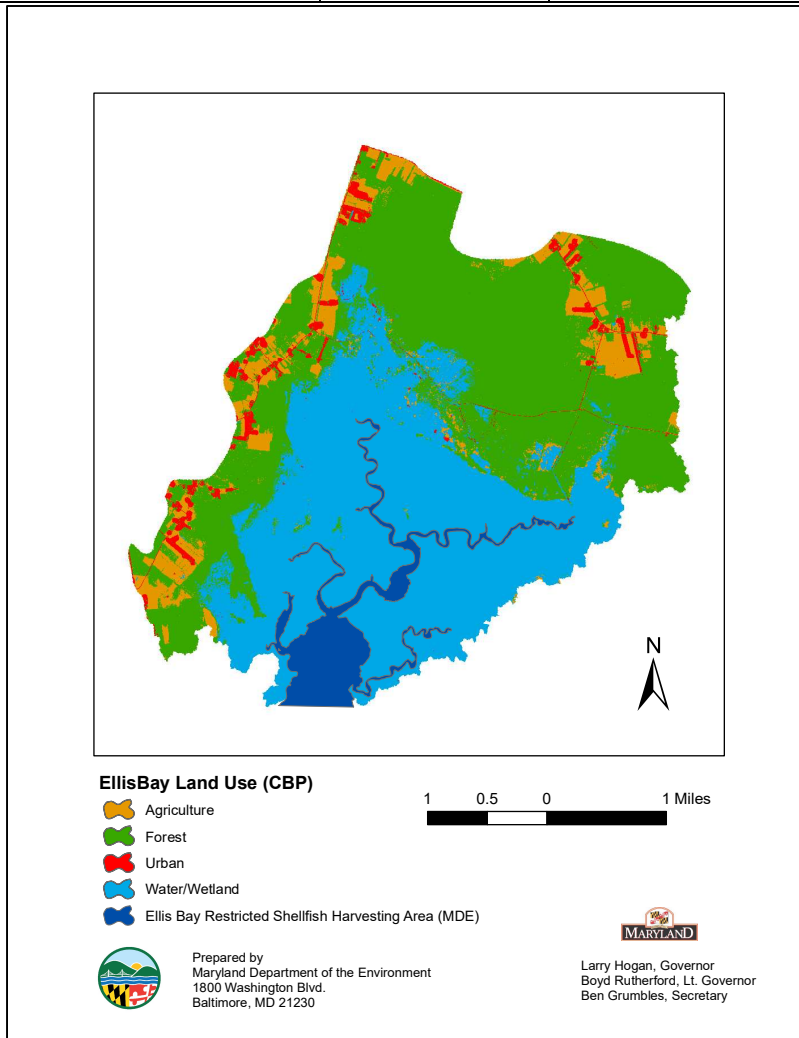 N
EllisBay Land Use (CBP)
Agriculture
Forest
Urban
Water/Wetland
Ellis Bay Restricted Shellfish Harvesting Area (MDE)
1 0.5 0 1 Miles
Prepared by
Maryland Department of the Environment
1800 Washington Blvd.
Baltimore, MD 21230
MARYLAND
Larry Hogan, Governor
Boyd Rutherford, Lt. Governor
Ben Grumbles, Secretary